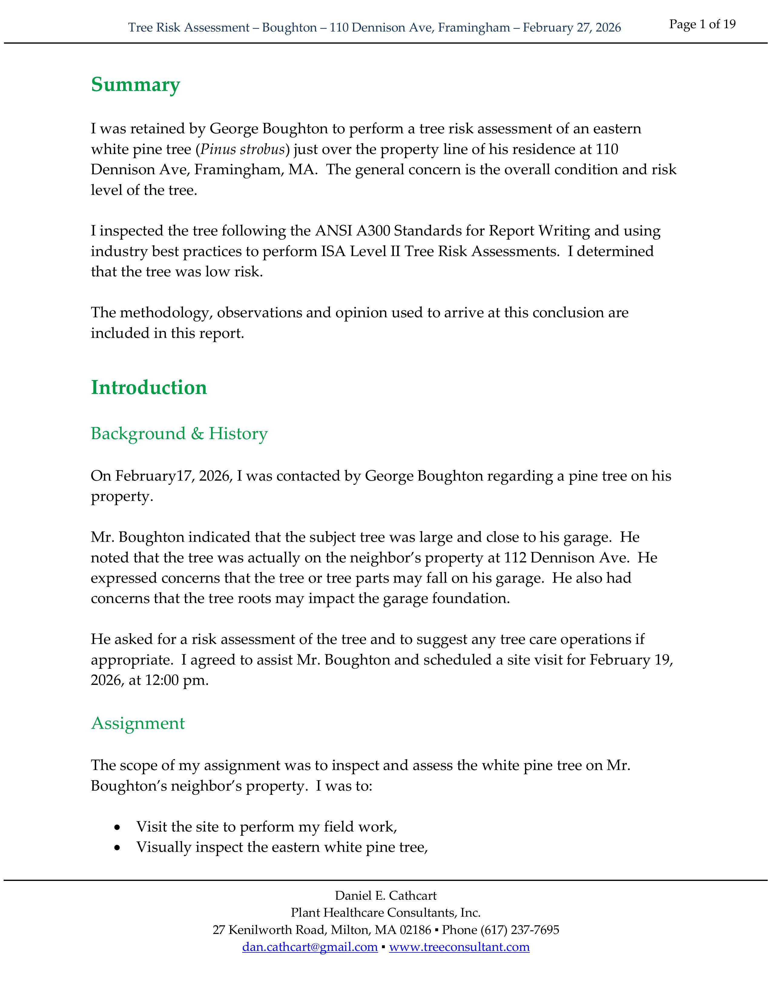 Tree Risk Assessment – Boughton – 110 Dennison Ave, Framingham – February 27, 2026
Page 1 of 19
Summary
I was retained by George Boughton to perform a tree risk assessment of an eastern
white pine tree (Pinus strobus) just over the property line of his residence at 110
Dennison Ave, Framingham, MA.  The general concern is the overall condition and risk
level of the tree.
I inspected the tree following the ANSI A300 Standards for Report Writing and using
industry best practices to perform ISA Level II Tree Risk Assessments.  I determined
that the tree was low risk.
The methodology, observations and opinion used to arrive at this conclusion are
included in this report.
Introduction
Background & History
On February17, 2026, I was contacted by George Boughton regarding a pine tree on his
property.
Mr. Boughton indicated that the subject tree was large and close to his garage.  He
noted that the tree was actually on the neighbor’s property at 112 Dennison Ave.  He
expressed concerns that the tree or tree parts may fall on his garage.  He also had
concerns that the tree roots may impact the garage foundation.
He asked for a risk assessment of the tree and to suggest any tree care operations if
appropriate.  I agreed to assist Mr. Boughton and scheduled a site visit for February 19,
2026, at 12:00 pm.
Assignment
The scope of my assignment was to inspect and assess the white pine tree on Mr.
Boughton’s neighbor’s property.  I was to:
• Visit the site to perform my field work,
• Visually inspect the eastern white pine tree,
Daniel E. Cathcart
Plant Healthcare Consultants, Inc.
27 Kenilworth Road, Milton, MA 02186 ▪ Phone (617) 237-7695
dan.cathcart@gmail.com ▪ www.treeconsultant.com